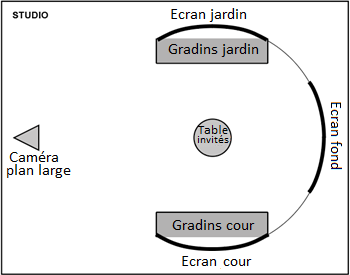 STUDIO
Ecran jardin
Gradins jardin
Table
invités
Ecran fond
Caméra
plan large
Gradins cour
Ecran cour